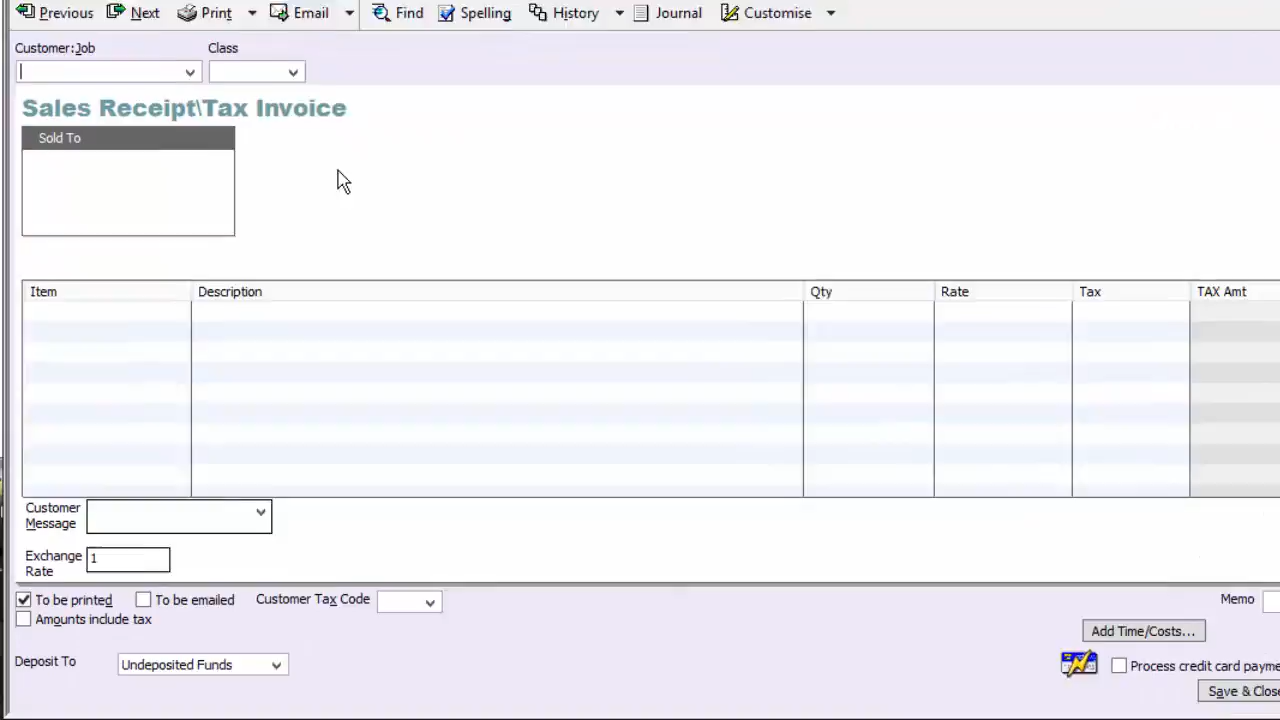 Previous Next Print Email Find Spelling History Journal Customise
Customer:Job Class
Sales Receipt\Tax Invoice
Sold To
Item Description Qty Rate Tax TAX Amt
Customer
Message
Exchange 1
Rate
To be printed To be emailed Customer Tax Code Memo
Amounts include tax
Add Time/Costs...
Deposit To Undeposited Funds Process credit card payme
Save & Close